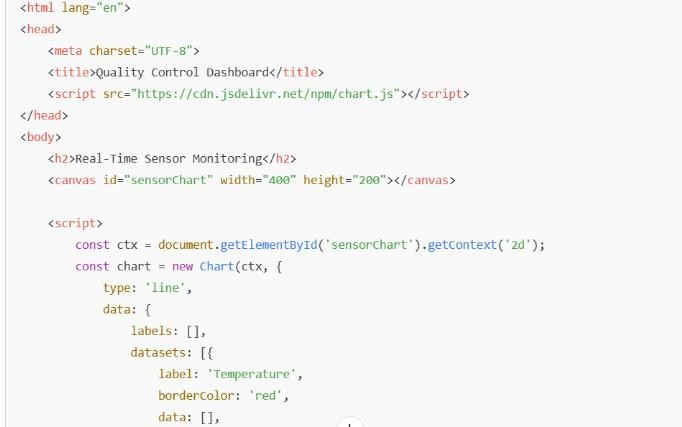 <html lang="en">
<head>
    <meta charset="UTF-8">
    <title>Quality Control Dashboard</title>
    <script src="https://cdn.jsdelivr.net/npm/chart.js"></script>
</head>
<body>
    <h2>Real-Time Sensor Monitoring</h2>
    <canvas id="sensorChart" width="400" height="200"></canvas>

    <script>
        const ctx = document.getElementById('sensorChart').getContext('2d');
        const chart = new Chart(ctx, {
            type: 'line',
            data: {
                labels: [],
                datasets: [{
                    label: 'Temperature',
                    borderColor: 'red',
                    data: [],